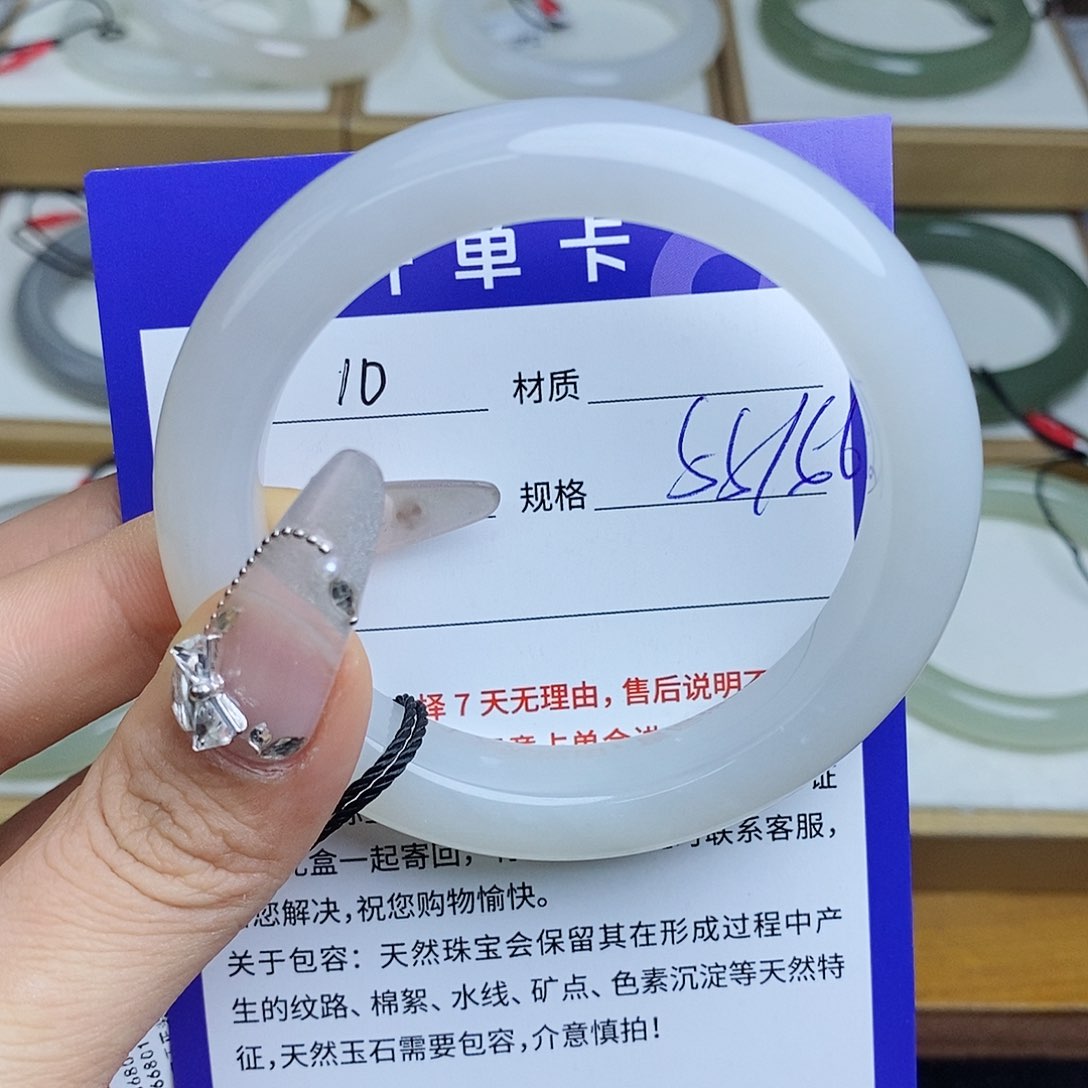 单卡
10 材质
规格 55/56
择7天无理由，售后说明
证
盒一起寄回， 联系客服，
您解决，祝您购物愉快。
关于包容：天然珠宝会保留其在形成过程中产
生的纹路、棉絮、水线、矿点、色素沉淀等天然特
征，天然玉石需要包容，介意慎拍！